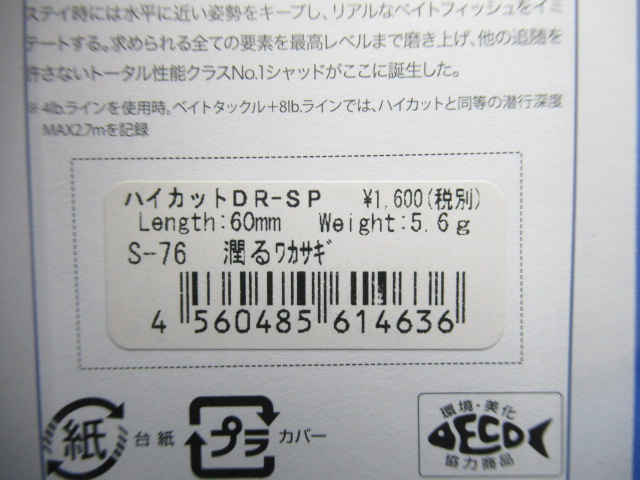 ステイ時には水平に近い姿勢をキープし、リアルなベイトフィッシュをイミ
テートする。求められる全ての要素を最高レベルまで磨き上げ、他の追随を
許さないトータル性能クラスNo.1シャッドがここに誕生した。
※4lb.ラインを使用時。ベイトタックル+8lb.ラインでは、ハイカットと同等の潜行深度
MAX2.7mを記録
ハイカットDR-SP ¥1,600(税別)
Length:60mm Weight:5.6g
S-76 潤るワカサギ
4 560485 614636
紙 台紙 プラ カバー
環境・美化
DECO
協力商品